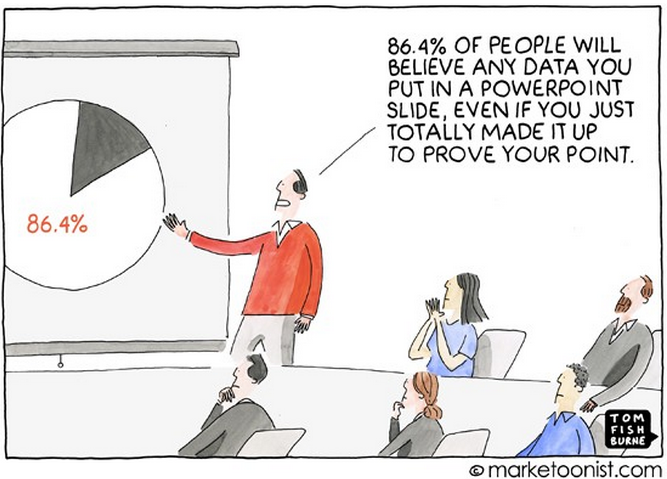 86.4% OF PEOPLE WILL
BELIEVE ANY DATA YOU
PUT IN A POWERPOINT
SLIDE, EVEN IF YOU JUST
TOTALLY MADE IT UP
TO PROVE YOUR POINT.
86.4%
TOM
FISH
BURNE
© marketoonist.com